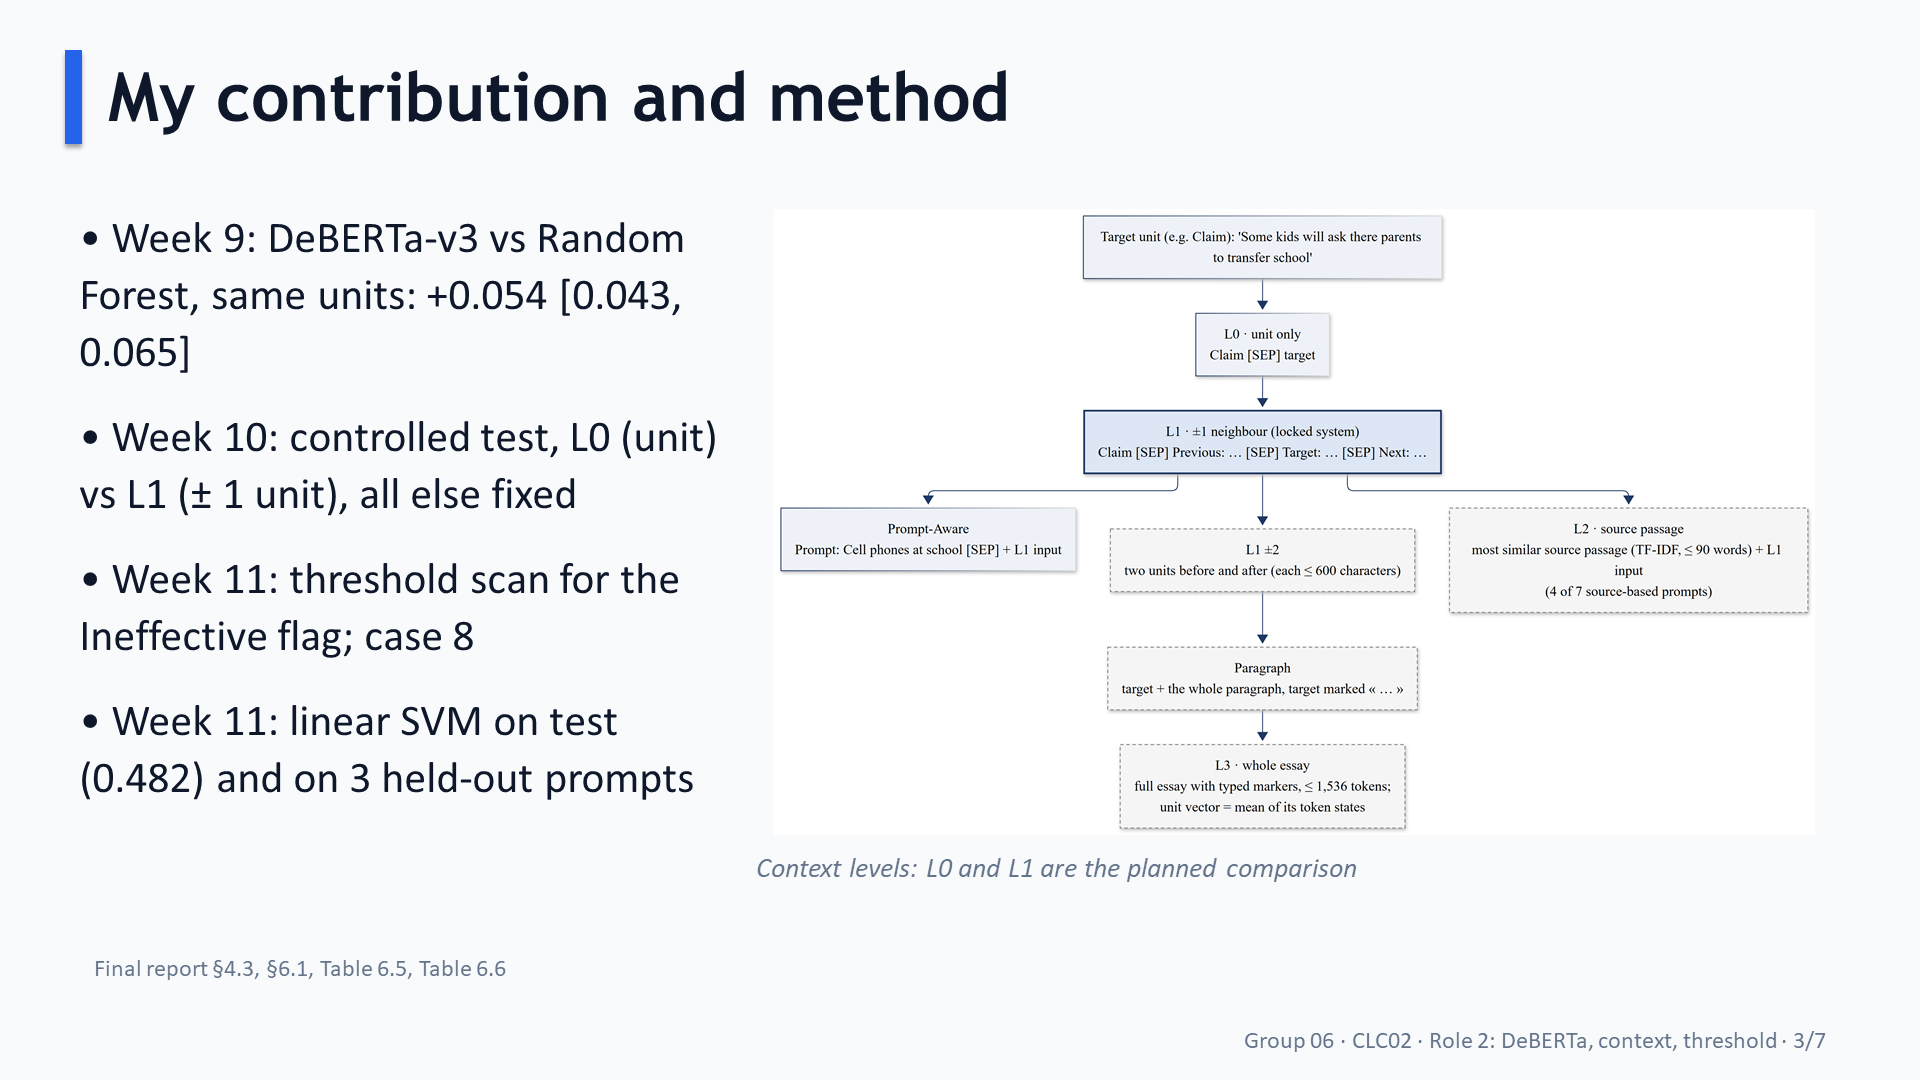 My contribution and method
• Week 9: DeBERTa-v3 vs Random
Forest, same units: +0.054 [0.043,
0.065]
• Week 10: controlled test, L0 (unit)
vs L1 (± 1 unit), all else fixed
• Week 11: threshold scan for the
Ineffective flag; case 8
• Week 11: linear SVM on test
(0.482) and on 3 held-out prompts
Target unit (e.g. Claim): 'Some kids will ask there parents
to transfer school'
L0 · unit only
Claim [SEP] target
L1 · ±1 neighbour (locked system)
Claim [SEP] Previous: … [SEP] Target: … [SEP] Next: …
Prompt-Aware
Prompt: Cell phones at school [SEP] + L1 input
L1 ±2
two units before and after (each ≤ 600 characters)
L2 · source passage
most similar source passage (TF-IDF, ≤ 90 words) + L1
input
(4 of 7 source-based prompts)
Paragraph
target + the whole paragraph, target marked « … »
L3 · whole essay
full essay with typed markers, ≤ 1,536 tokens;
unit vector = mean of its token states
Context levels: L0 and L1 are the planned comparison
Final report §4.3, §6.1, Table 6.5, Table 6.6
Group 06 · CLC02 · Role 2: DeBERTa, context, threshold · 3/7